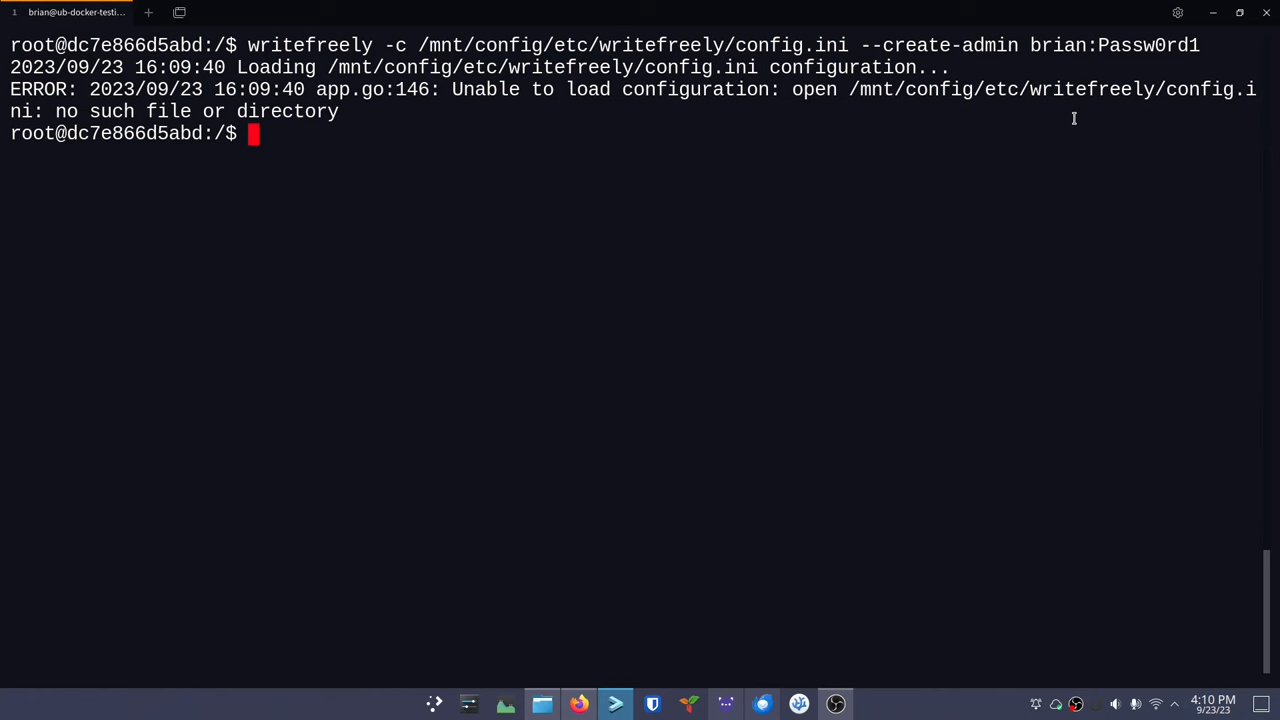 1 brian@ub-docker-testi...
root@dc7e866d5abd:/$ writefreely -c /mnt/config/etc/writefreely/config.ini --create-admin brian:Passw0rd1
2023/09/23 16:09:40 Loading /mnt/config/etc/writefreely/config.ini configuration...
ERROR: 2023/09/23 16:09:40 app.go:146: Unable to load configuration: open /mnt/config/etc/writefreely/config.i
ni: no such file or directory
root@dc7e866d5abd:/$
4:10 PM
9/23/23